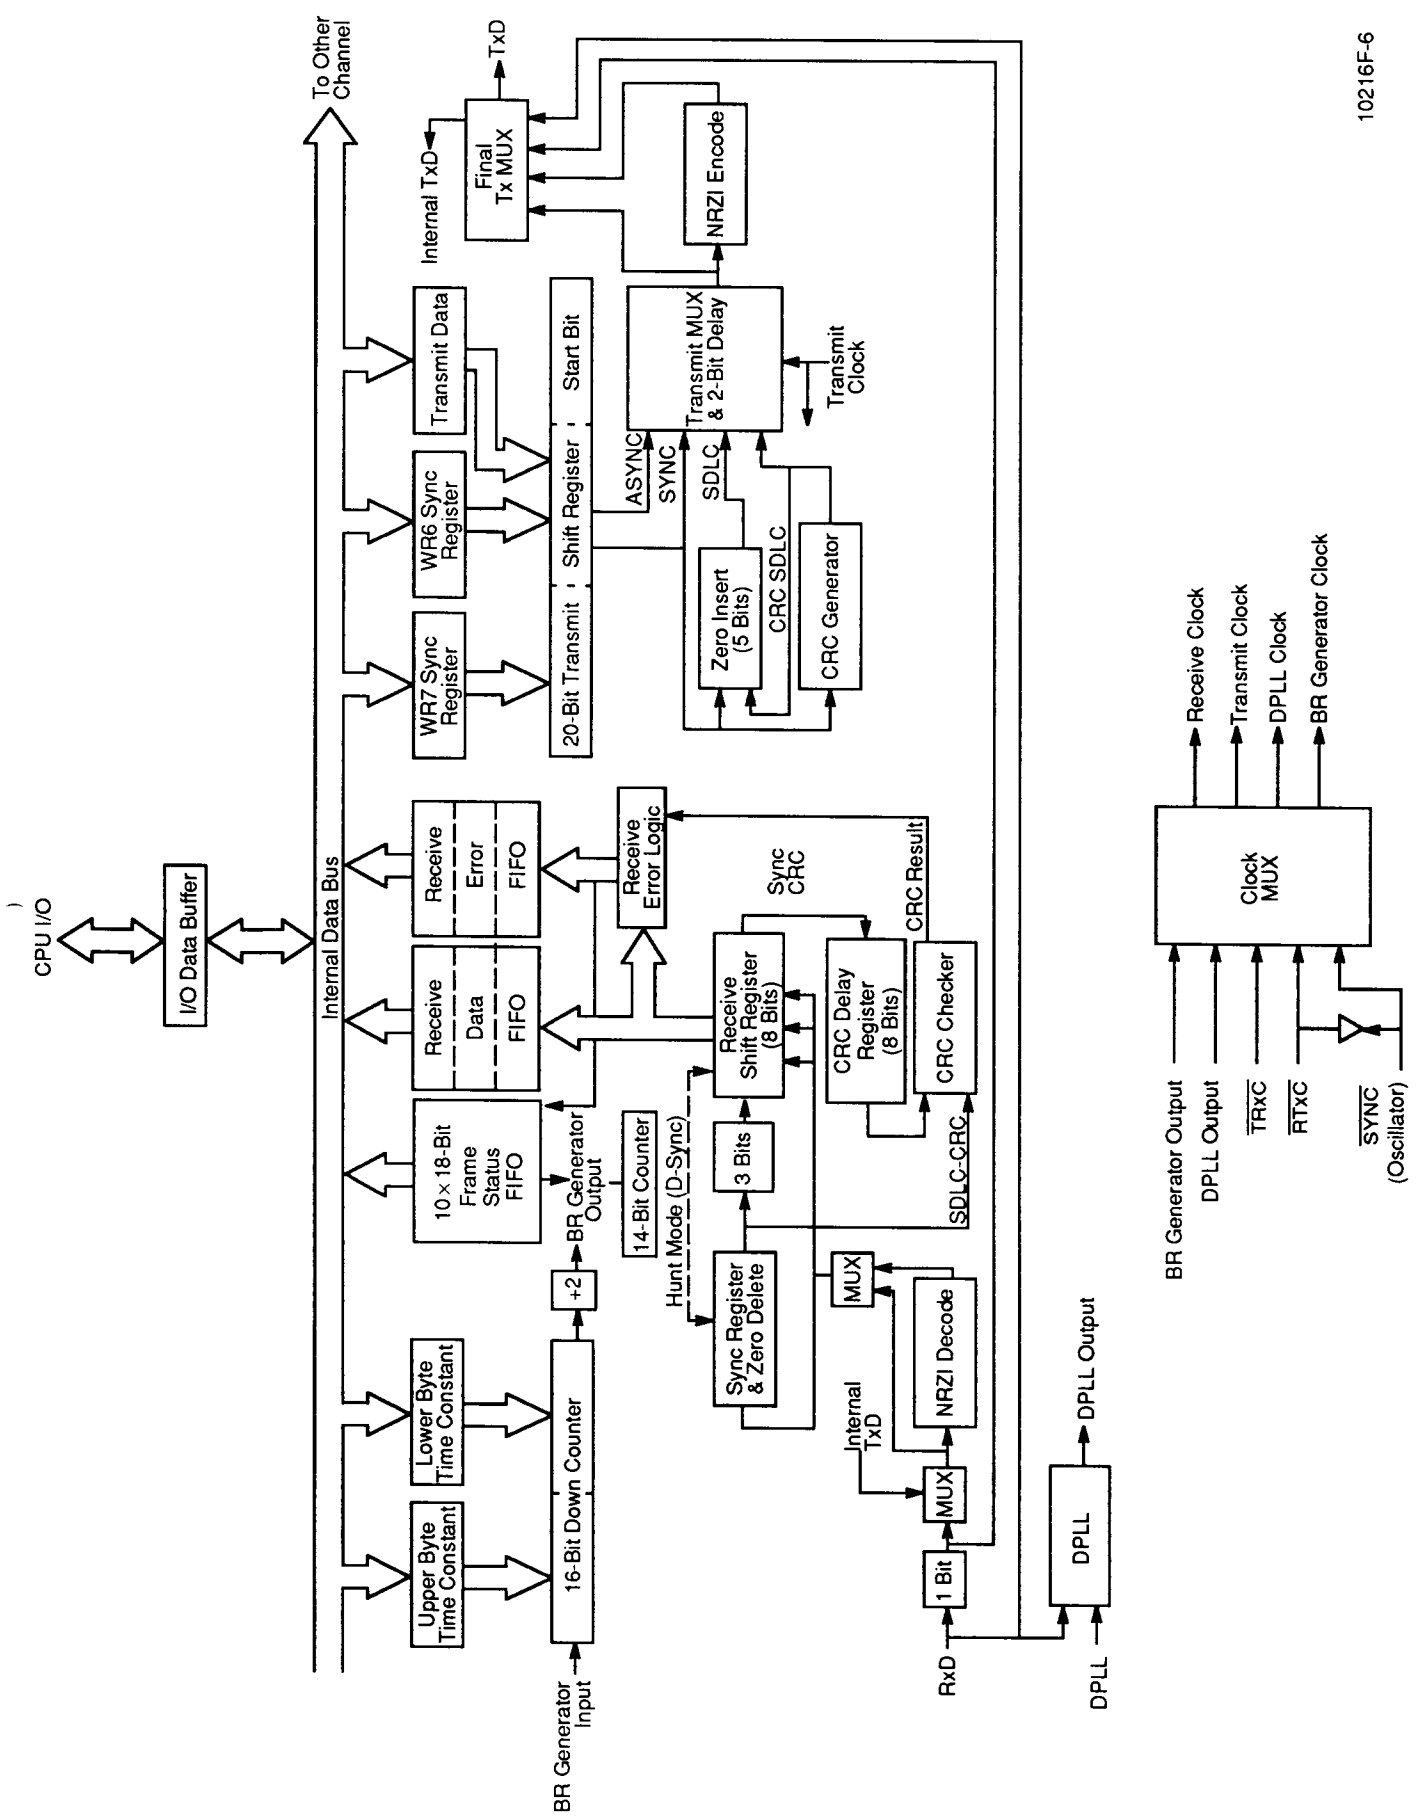 CPU I/O
I/O Data Buffer
Internal Data Bus
To Other
Channel
Upper Byte
Time Constant
Lower Byte
Time Constant
10 × 18-Bit
Frame
Status
FIFO
Receive
Data
FIFO
Receive
Error
FIFO
WR7 Sync
Register
WR6 Sync
Register
Transmit Data
Internal TxD
Final
Tx MUX
TxD
BR Generator
Input
16-Bit Down Counter
÷2
BR Generator
Output
14-Bit Counter
Receive
Error Logic
20-Bit Transmit
Shift Register
Start Bit
Hunt Mode (D-Sync)
Sync Register
& Zero Delete
3 Bits
Receive
Shift Register
(8 Bits)
Sync
CRC
ASYNC
SYNC
SDLC
Zero Insert
(5 Bits)
CRC SDLC
CRC Generator
Transmit MUX
& 2-Bit Delay
Transmit
Clock
NRZI Encode
Internal
TxD
MUX
CRC Delay
Register
(8 Bits)
CRC Result
RxD
1 Bit
MUX
NRZI Decode
SDLC-CRC
CRC Checker
DPLL
DPLL
DPLL Output
BR Generator Output
DPLL Output
TRxC
RTxC
SYNC
(Oscillator)
Clock
MUX
Receive Clock
Transmit Clock
DPLL Clock
BR Generator Clock
10216F-6